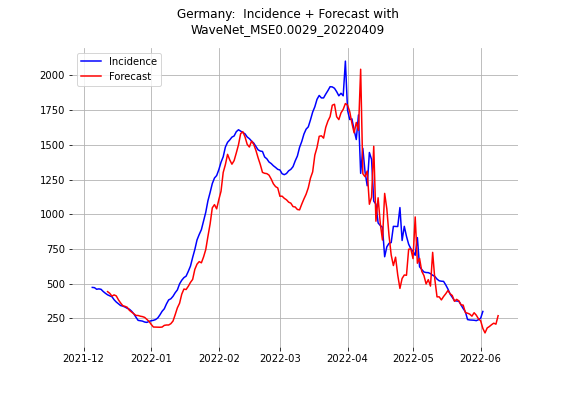 Germany:  Incidence + Forecast with
WaveNet_MSE0.0029_20220409
Incidence
Forecast
2000
1750
1500
1250
1000
750
500
250
2021-12 2022-01 2022-02 2022-03 2022-04 2022-05 2022-06